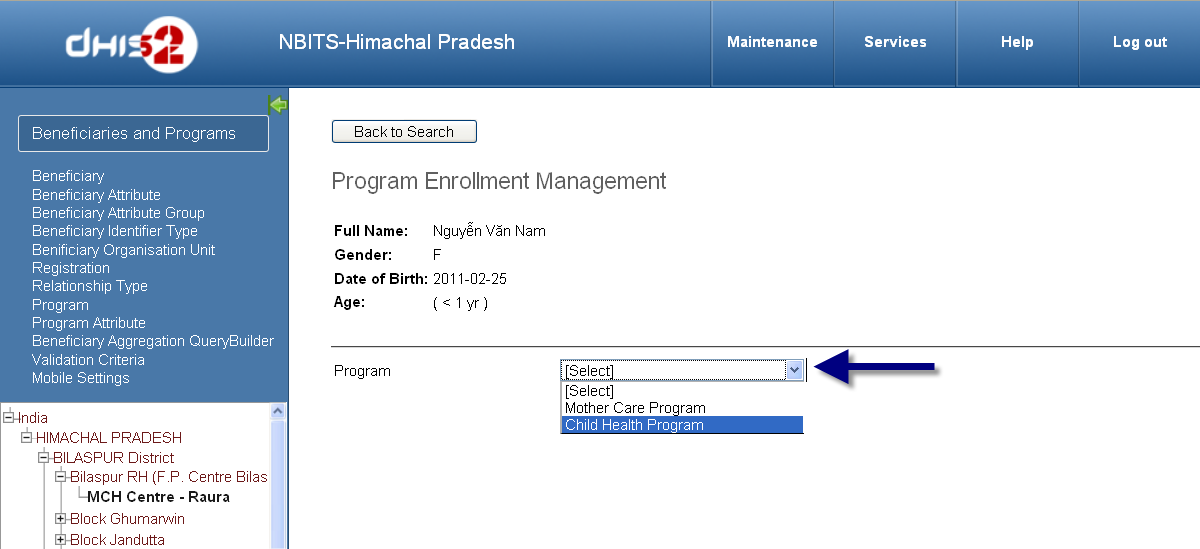 dhis2
NBITS-Himachal Pradesh
Maintenance
Services
Help
Log out
Beneficiaries and Programs
Beneficiary
Beneficiary Attribute
Beneficiary Attribute Group
Beneficiary Identifier Type
Benificiary Organisation Unit
Registration
Relationship Type
Program
Program Attribute
Beneficiary Aggregation QueryBuilder
Validation Criteria
Mobile Settings
India
HIMACHAL PRADESH
BILASPUR District
Bilaspur RH (F.P. Centre Bilas
MCH Centre - Raura
Block Ghumarwin
Block Jandutta
Back to Search
Program Enrollment Management
Full Name: Nguyễn Văn Nam
Gender: F
Date of Birth: 2011-02-25
Age: ( < 1 yr )
Program [Select]
[Select]
Mother Care Program
Child Health Program